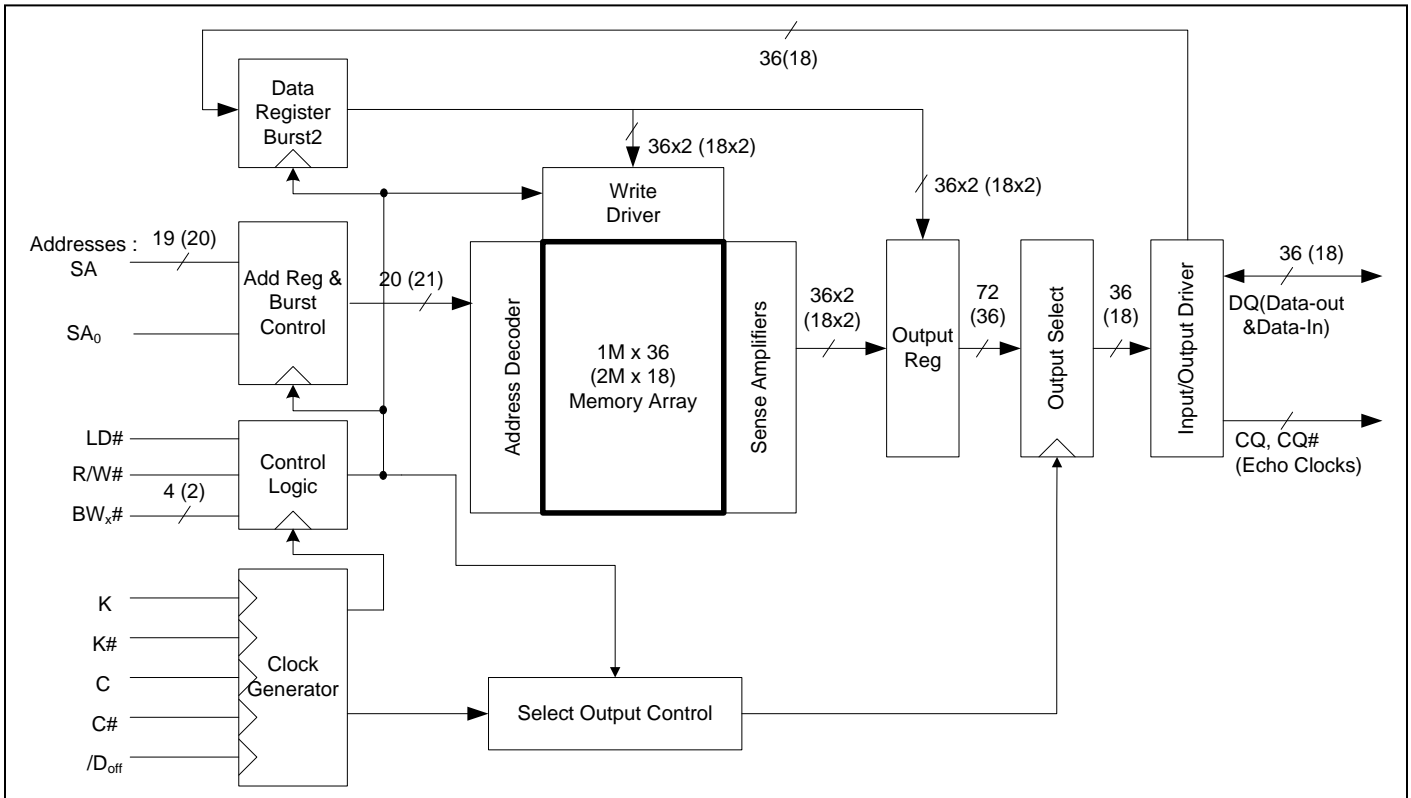 36(18)
Data
Register
Burst2
36x2 (18x2)
36x2 (18x2)
Write
Driver
Addresses :
SA
19 (20)
SA0
Add Reg &
Burst
Control
20 (21)
Address Decoder
1M x 36
(2M x 18)
Memory Array
Sense Amplifiers
36x2
(18x2)
Output
Reg
72
(36)
Output Select
36
(18)
Input/Output Driver
36 (18)
DQ(Data-out
&Data-In)
CQ, CQ#
(Echo Clocks)
LD#
R/W#
BWx#
4 (2)
Control
Logic
K
K#
C
C#
/Doff
Clock
Generator
Select Output Control